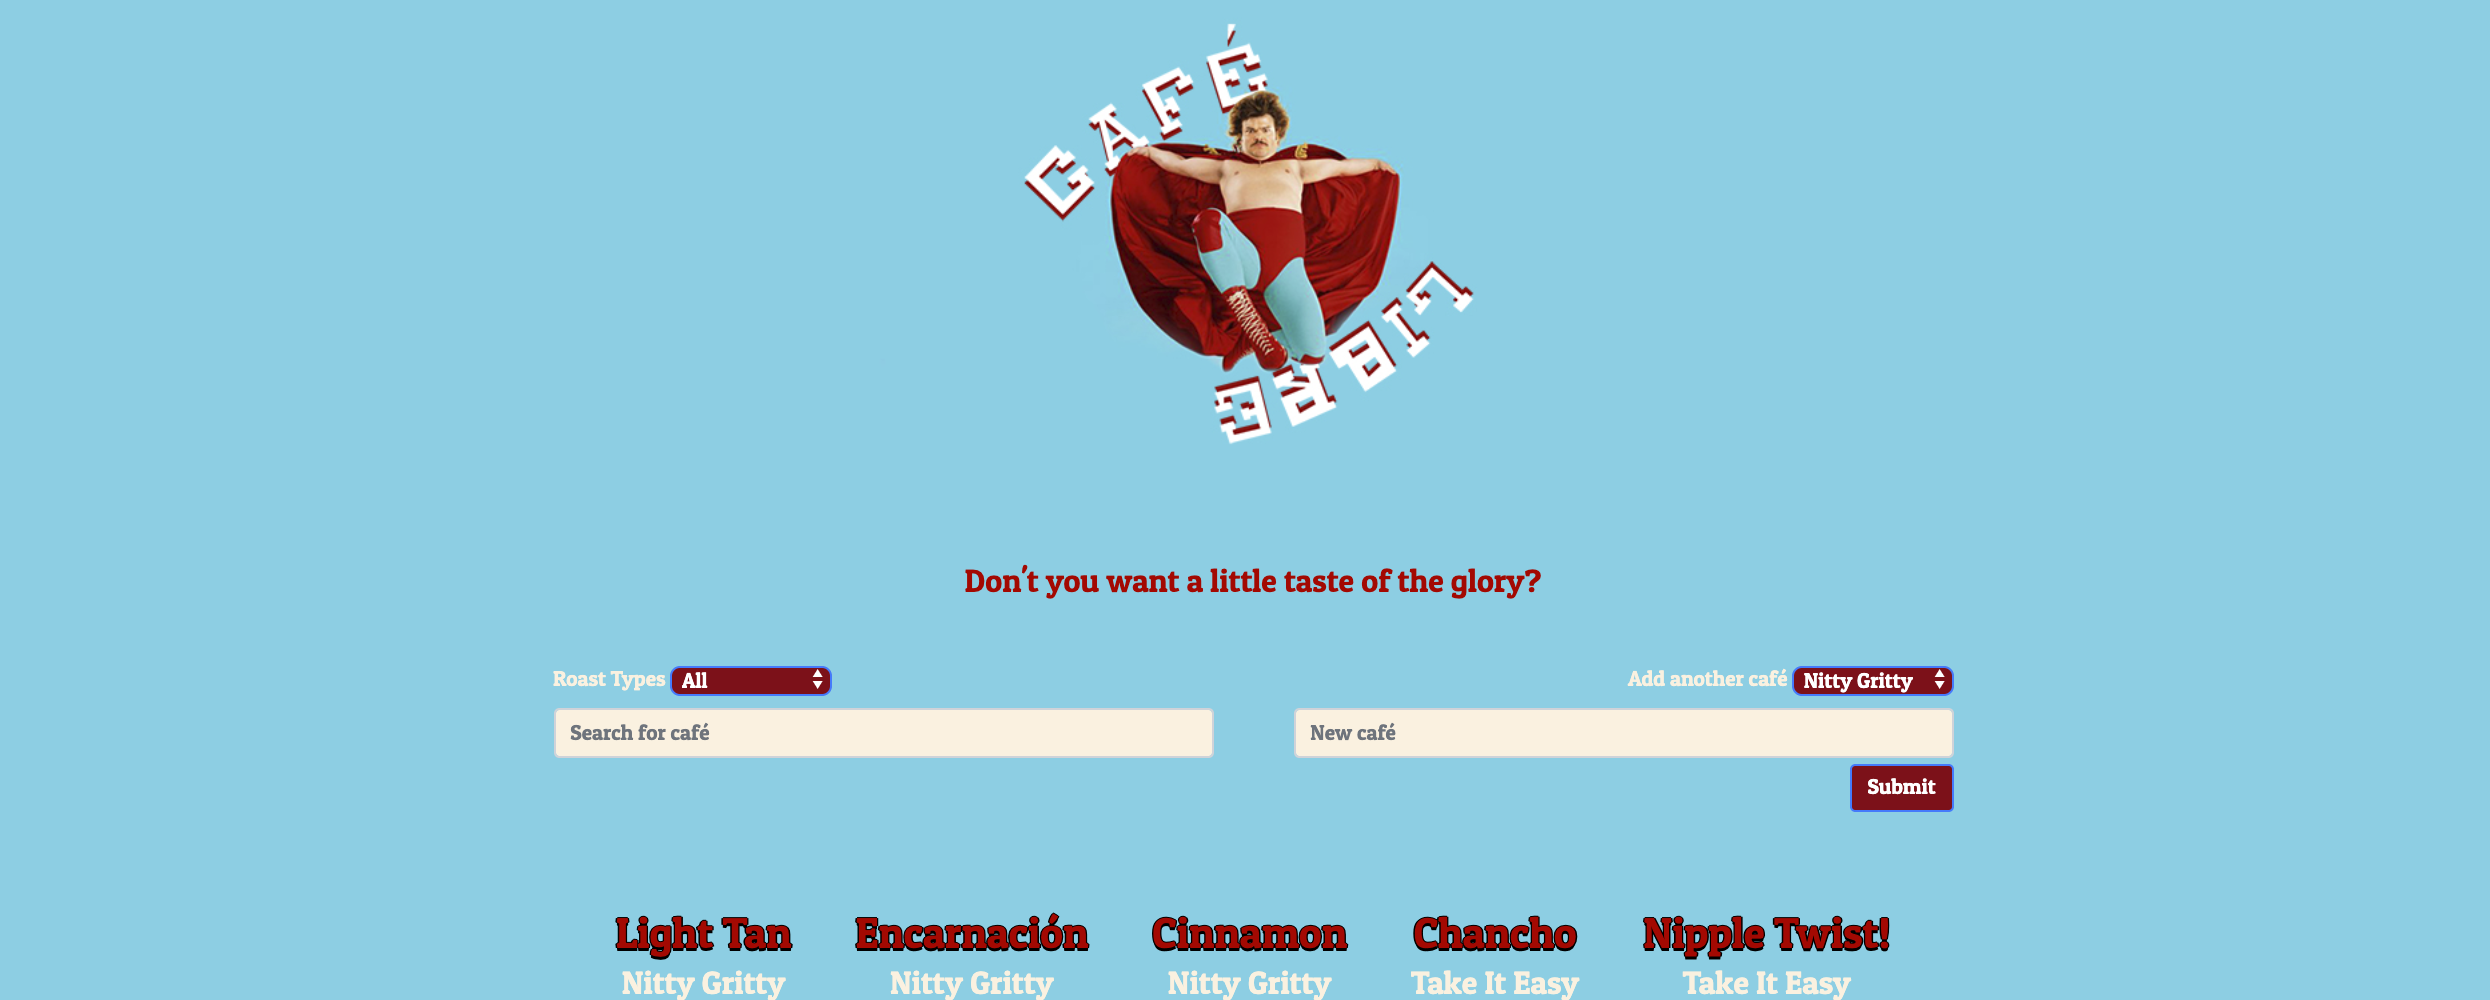 CAFÉ
LIBRE
Don't you want a little taste of the glory?
Roast Types All
Add another café Nitty Gritty
Search for café
New café
Submit
Light Tan Encarnación Cinnamon Chancho Nipple Twist!
Nitty Gritty Nitty Gritty Nitty Gritty Take It Easy Take It Easy